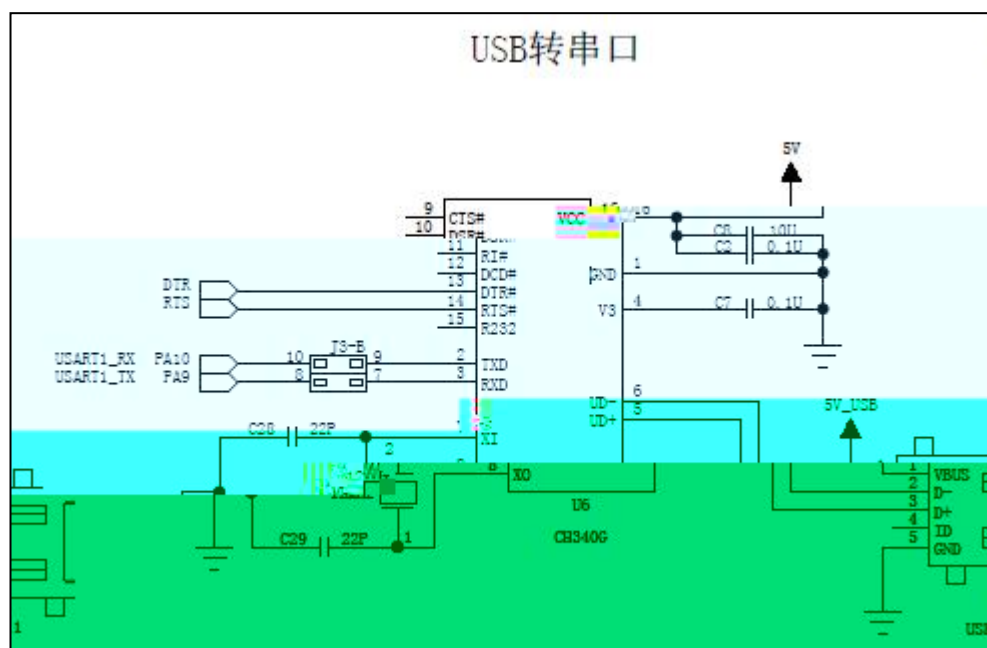 USB转串口
5V
9 CTS# VCC
10
C8 10U
11 C2 0.1U
12 RI# GND 1
DTR 13 DCD#
RTS 14 DTR# V3 4 C7 0.1U
15 RTS#
R232
J3-B
USART1_RX PA10 10 9 2 TXD
USART1_TX PA9 8 7 3 RXD
UD- 6
UD+ 5 5V_USB
C28 22P XI
2
XO 1 VBUS
2 D-
U6 3 D+
C29 22P 1 CH340G 4 ID
5 GND
1